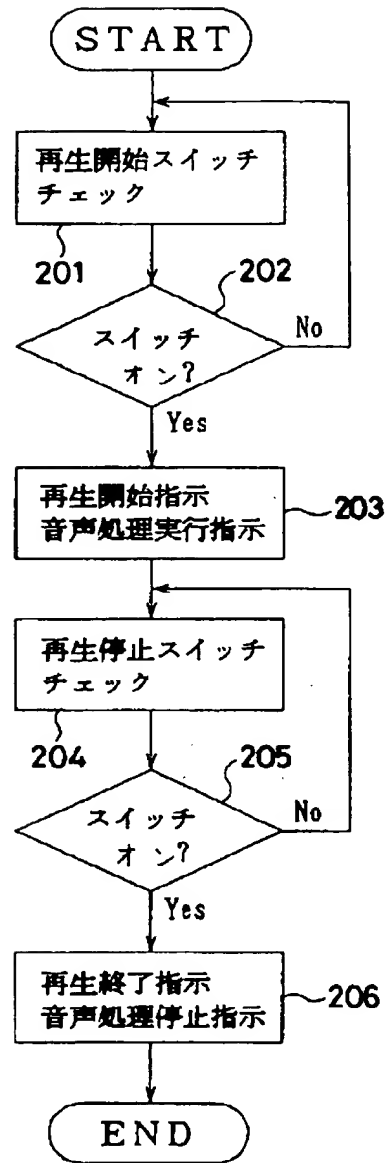 START
再生開始スイッチ
チェック
201
202
スイッチ
オン?
No
Yes
再生開始指示
音声処理実行指示
203
再生停止スイッチ
チェック
204
205
スイッチ
オン?
No
Yes
再生終了指示
音声処理停止指示
206
END